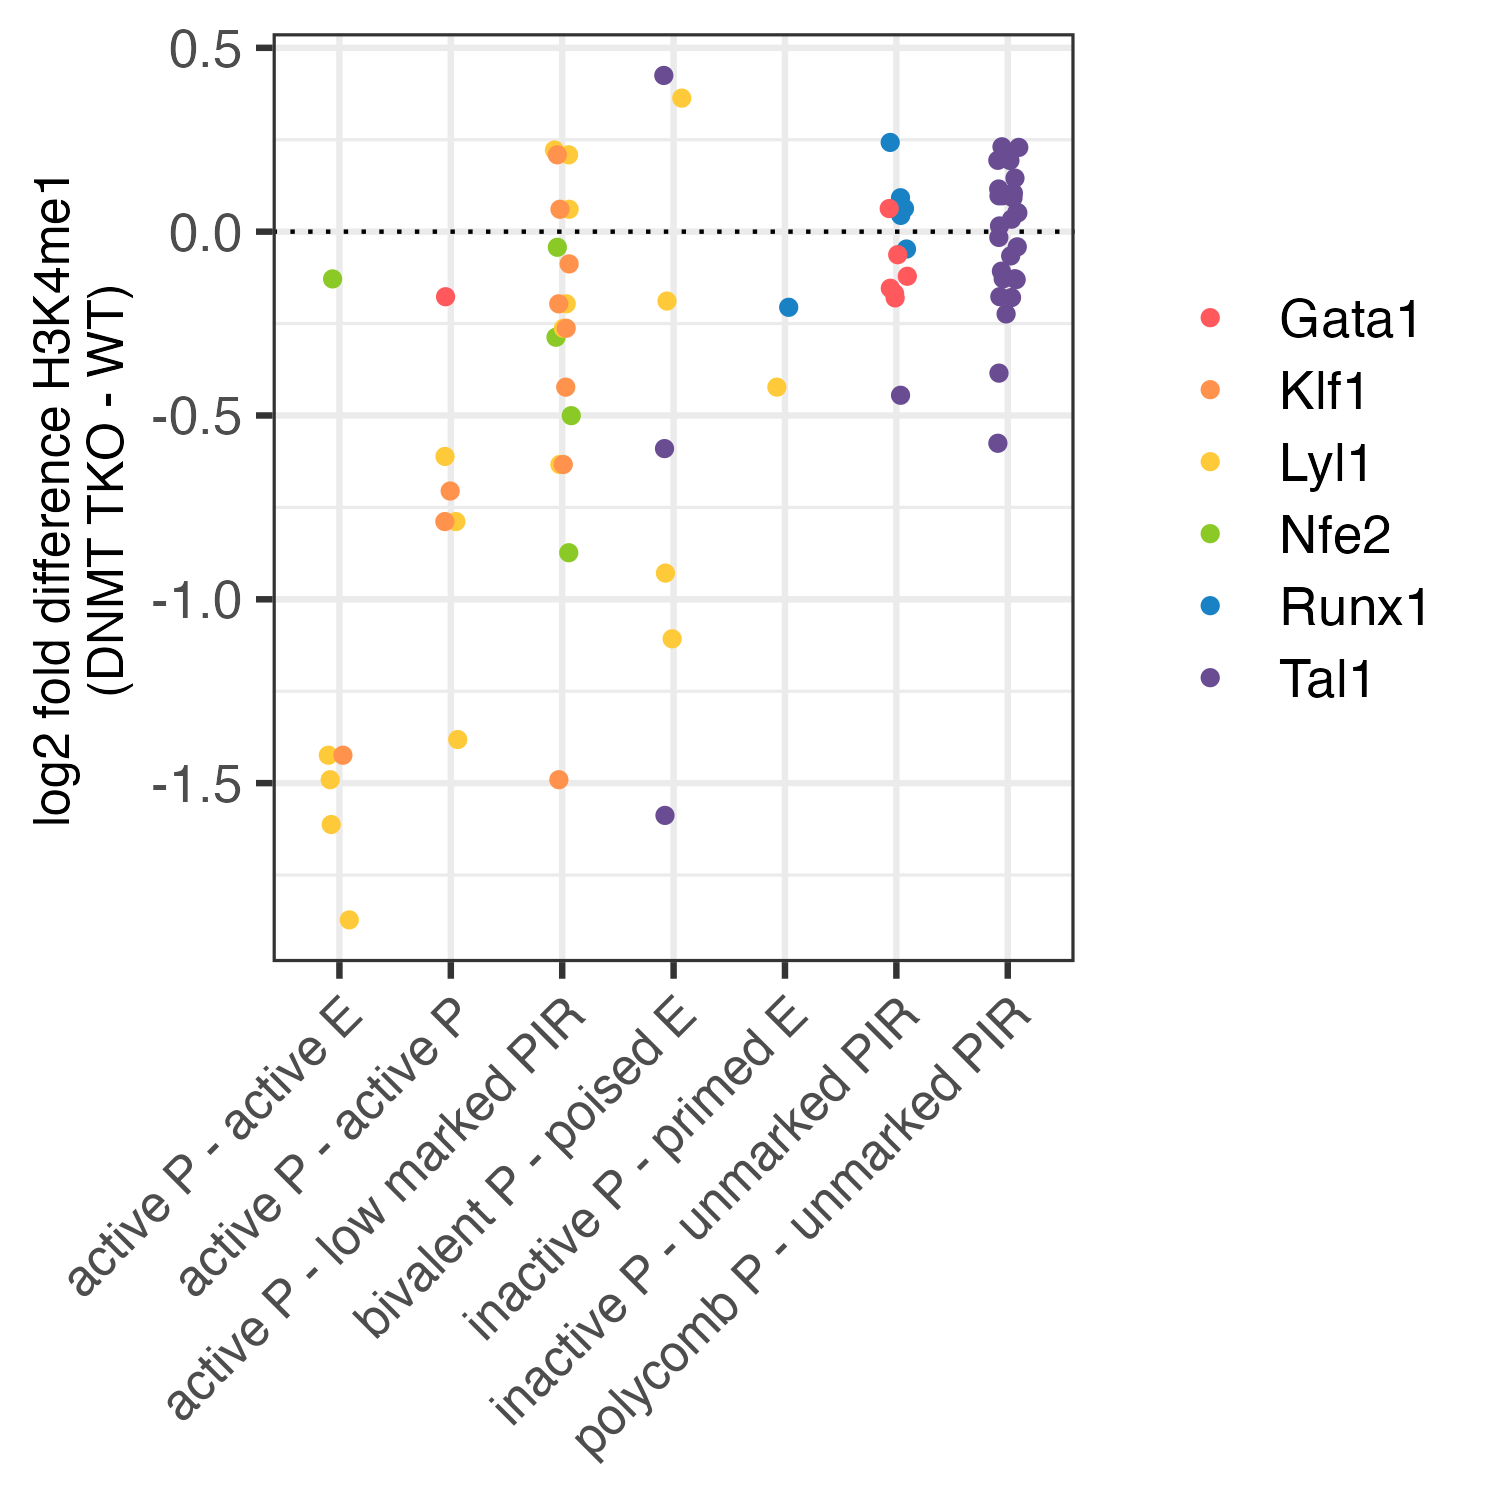 log2 fold difference H3K4me1
(DNMT TKO - WT)
0.5
0.0
-0.5
-1.0
-1.5
active P - active E
active P - active P
active P - low marked PIR
bivalent P - poised E
inactive P - primed E
inactive P - unmarked PIR
polycomb P - unmarked PIR
Gata1
Klf1
Lyl1
Nfe2
Runx1
Tal1